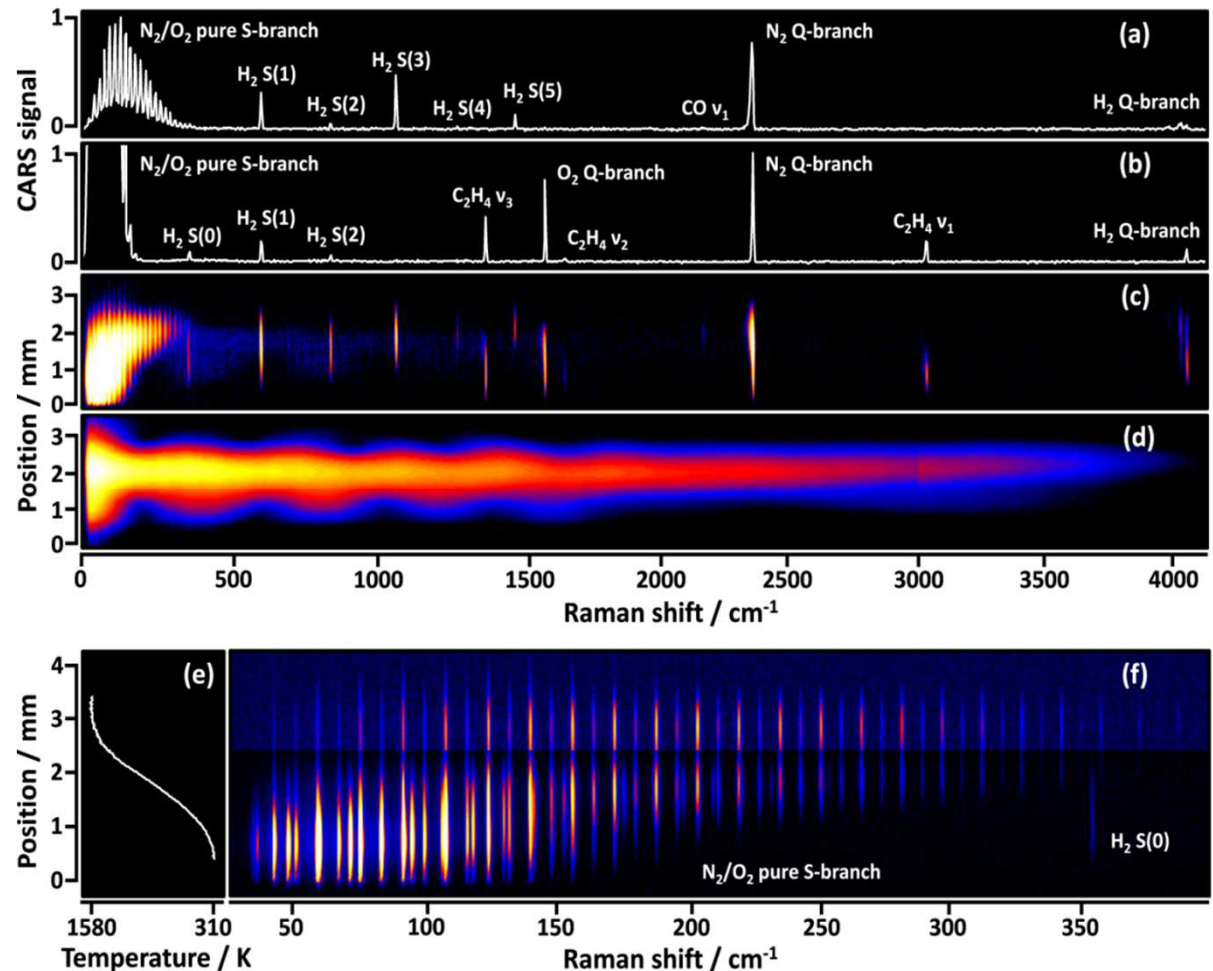 (a)
CARS signal
1
0
N₂/O₂ pure S-branch
H₂ S(1)
H₂ S(2)
H₂ S(3)
H₂ S(4)
H₂ S(5)
CO ν₁
N₂ Q-branch
H₂ Q-branch
(b)
1
0
N₂/O₂ pure S-branch
H₂ S(0)
H₂ S(1)
H₂ S(2)
C₂H₄ ν₃
O₂ Q-branch
C₂H₄ ν₂
N₂ Q-branch
C₂H₄ ν₁
H₂ Q-branch
(c)
Position / mm
3
2
1
0
(d)
Position / mm
3
2
1
0
0 500 1000 1500 2000 2500 3000 3500 4000
Raman shift / cm⁻¹
(e)
Position / mm
4
3
2
1
0
1580 310
Temperature / K
(f)
N₂/O₂ pure S-branch
H₂ S(0)
50 100 150 200 250 300 350
Raman shift / cm⁻¹